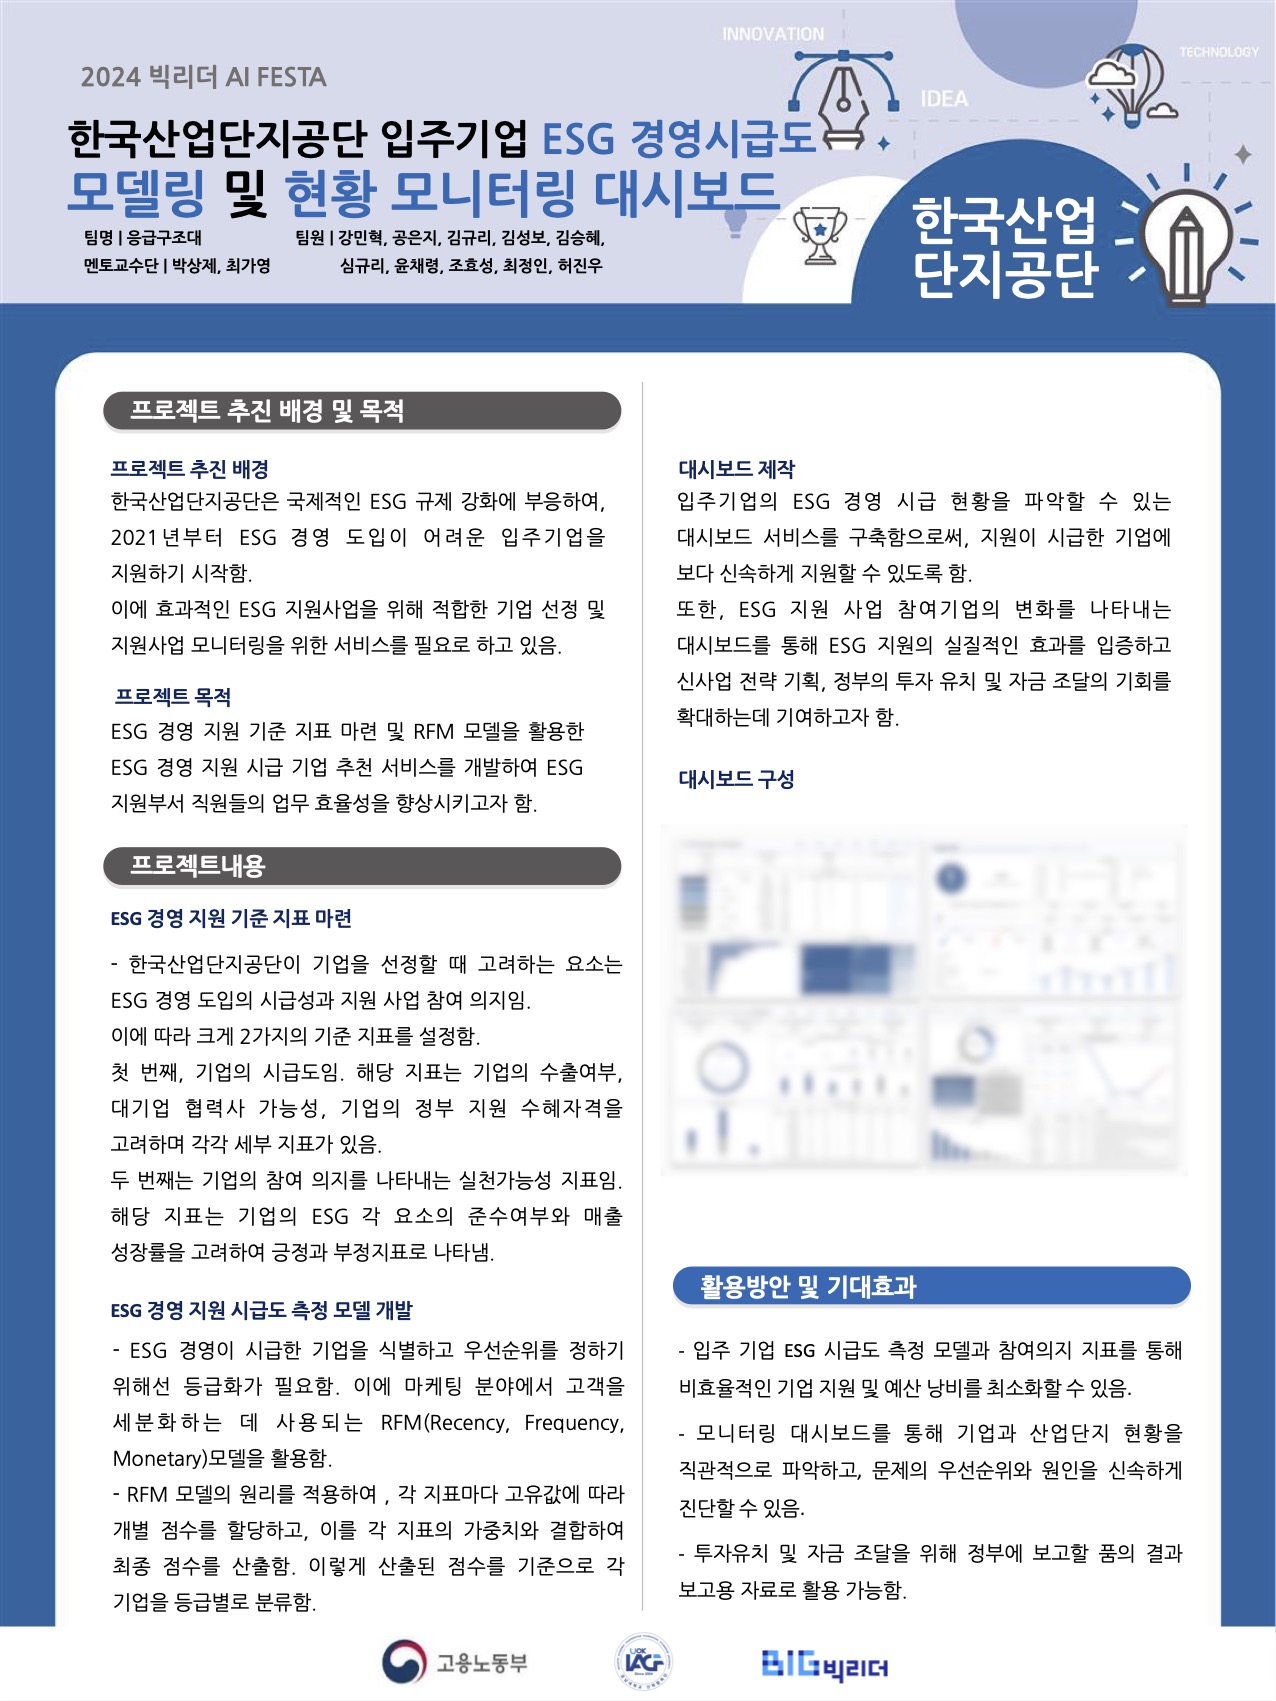 INNOVATION
TECHNOLOGY
IDEA
2024 빅리더 AI FESTA
한국산업단지공단 입주기업 ESG 경영시급도
모델링 및 현황 모니터링 대시보드
팀명 | 응급구조대
팀원 | 강민혁, 공은지, 김규리, 김성보, 김승혜,
멘토교수단 | 박상제, 최가영
심규리, 윤채령, 조효성, 최정인, 허진우
한국산업
단지공단
프로젝트 추진 배경 및 목적
프로젝트 추진 배경
한국산업단지공단은 국제적인 ESG 규제 강화에 부응하여,
2021년부터 ESG 경영 도입이 어려운 입주기업을
지원하기 시작함.
이에 효과적인 ESG 지원사업을 위해 적합한 기업 선정 및
지원사업 모니터링을 위한 서비스를 필요로 하고 있음.
프로젝트 목적
ESG 경영 지원 기준 지표 마련 및 RFM 모델을 활용한
ESG 경영 지원 시급 기업 추천 서비스를 개발하여 ESG
지원부서 직원들의 업무 효율성을 향상시키고자 함.
프로젝트내용
ESG 경영 지원 기준 지표 마련
- 한국산업단지공단이 기업을 선정할 때 고려하는 요소는
ESG 경영 도입의 시급성과 지원 사업 참여 의지임.
이에 따라 크게 2가지의 기준 지표를 설정함.
첫 번째, 기업의 시급도임. 해당 지표는 기업의 수출여부,
대기업 협력사 가능성, 기업의 정부 지원 수혜자격을
고려하며 각각 세부 지표가 있음.
두 번째는 기업의 참여 의지를 나타내는 실천가능성 지표임.
해당 지표는 기업의 ESG 각 요소의 준수여부와 매출
성장률을 고려하여 긍정과 부정지표로 나타냄.
ESG 경영 지원 시급도 측정 모델 개발
- ESG 경영이 시급한 기업을 식별하고 우선순위를 정하기
위해선 등급화가 필요함. 이에 마케팅 분야에서 고객을
세분화하는 데 사용되는 RFM(Recency, Frequency,
Monetary)모델을 활용함.
- RFM 모델의 원리를 적용하여 , 각 지표마다 고유값에 따라
개별 점수를 할당하고, 이를 각 지표의 가중치와 결합하여
최종 점수를 산출함. 이렇게 산출된 점수를 기준으로 각
기업을 등급별로 분류함.
대시보드 제작
입주기업의 ESG 경영 시급 현황을 파악할 수 있는
대시보드 서비스를 구축함으로써, 지원이 시급한 기업에
보다 신속하게 지원할 수 있도록 함.
또한, ESG 지원 사업 참여기업의 변화를 나타내는
대시보드를 통해 ESG 지원의 실질적인 효과를 입증하고
신사업 전략 기획, 정부의 투자 유치 및 자금 조달의 기회를
확대하는데 기여하고자 함.
대시보드 구성
활용방안 및 기대효과
- 입주 기업 ESG 시급도 측정 모델과 참여의지 지표를 통해
비효율적인 기업 지원 및 예산 낭비를 최소화할 수 있음.
- 모니터링 대시보드를 통해 기업과 산업단지 현황을
직관적으로 파악하고, 문제의 우선순위와 원인을 신속하게
진단할 수 있음.
- 투자유치 및 자금 조달을 위해 정부에 보고할 품의 결과
보고용 자료로 활용 가능함.
고용노동부
BIG빅리더